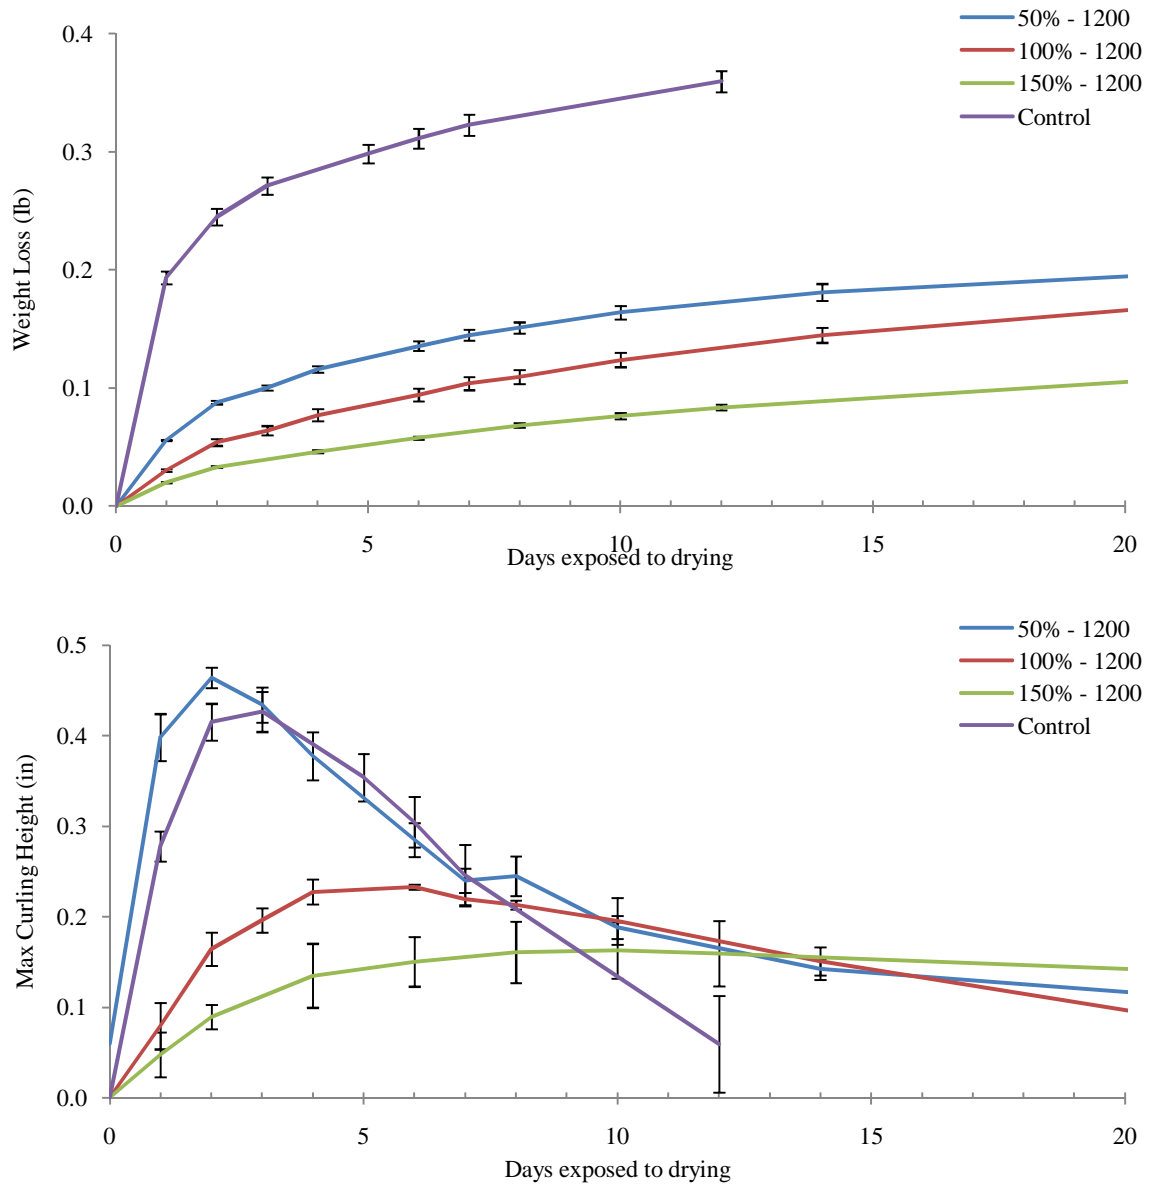 50% - 1200
100% - 1200
150% - 1200
Control
0.4
0.3
0.2
0.1
0.0
Weight Loss (Ib)
0 5 10 15 20
Days exposed to drying
50% - 1200
100% - 1200
150% - 1200
Control
0.5
0.4
0.3
0.2
0.1
0.0
Max Curling Height (in)
0 5 10 15 20
Days exposed to drying